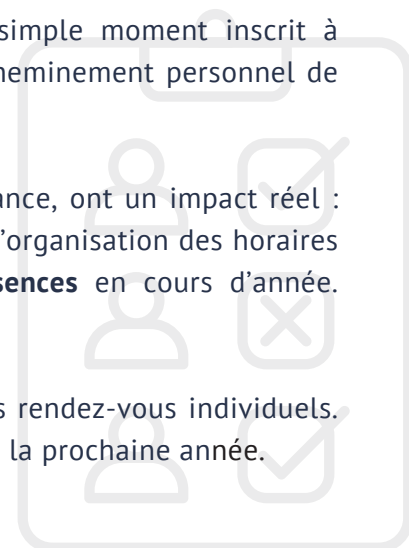 simple moment inscrit à
heminement personnel de
ance, ont un impact réel :
l'organisation des horaires
sences en cours d'année.
s rendez-vous individuels.
la prochaine année.